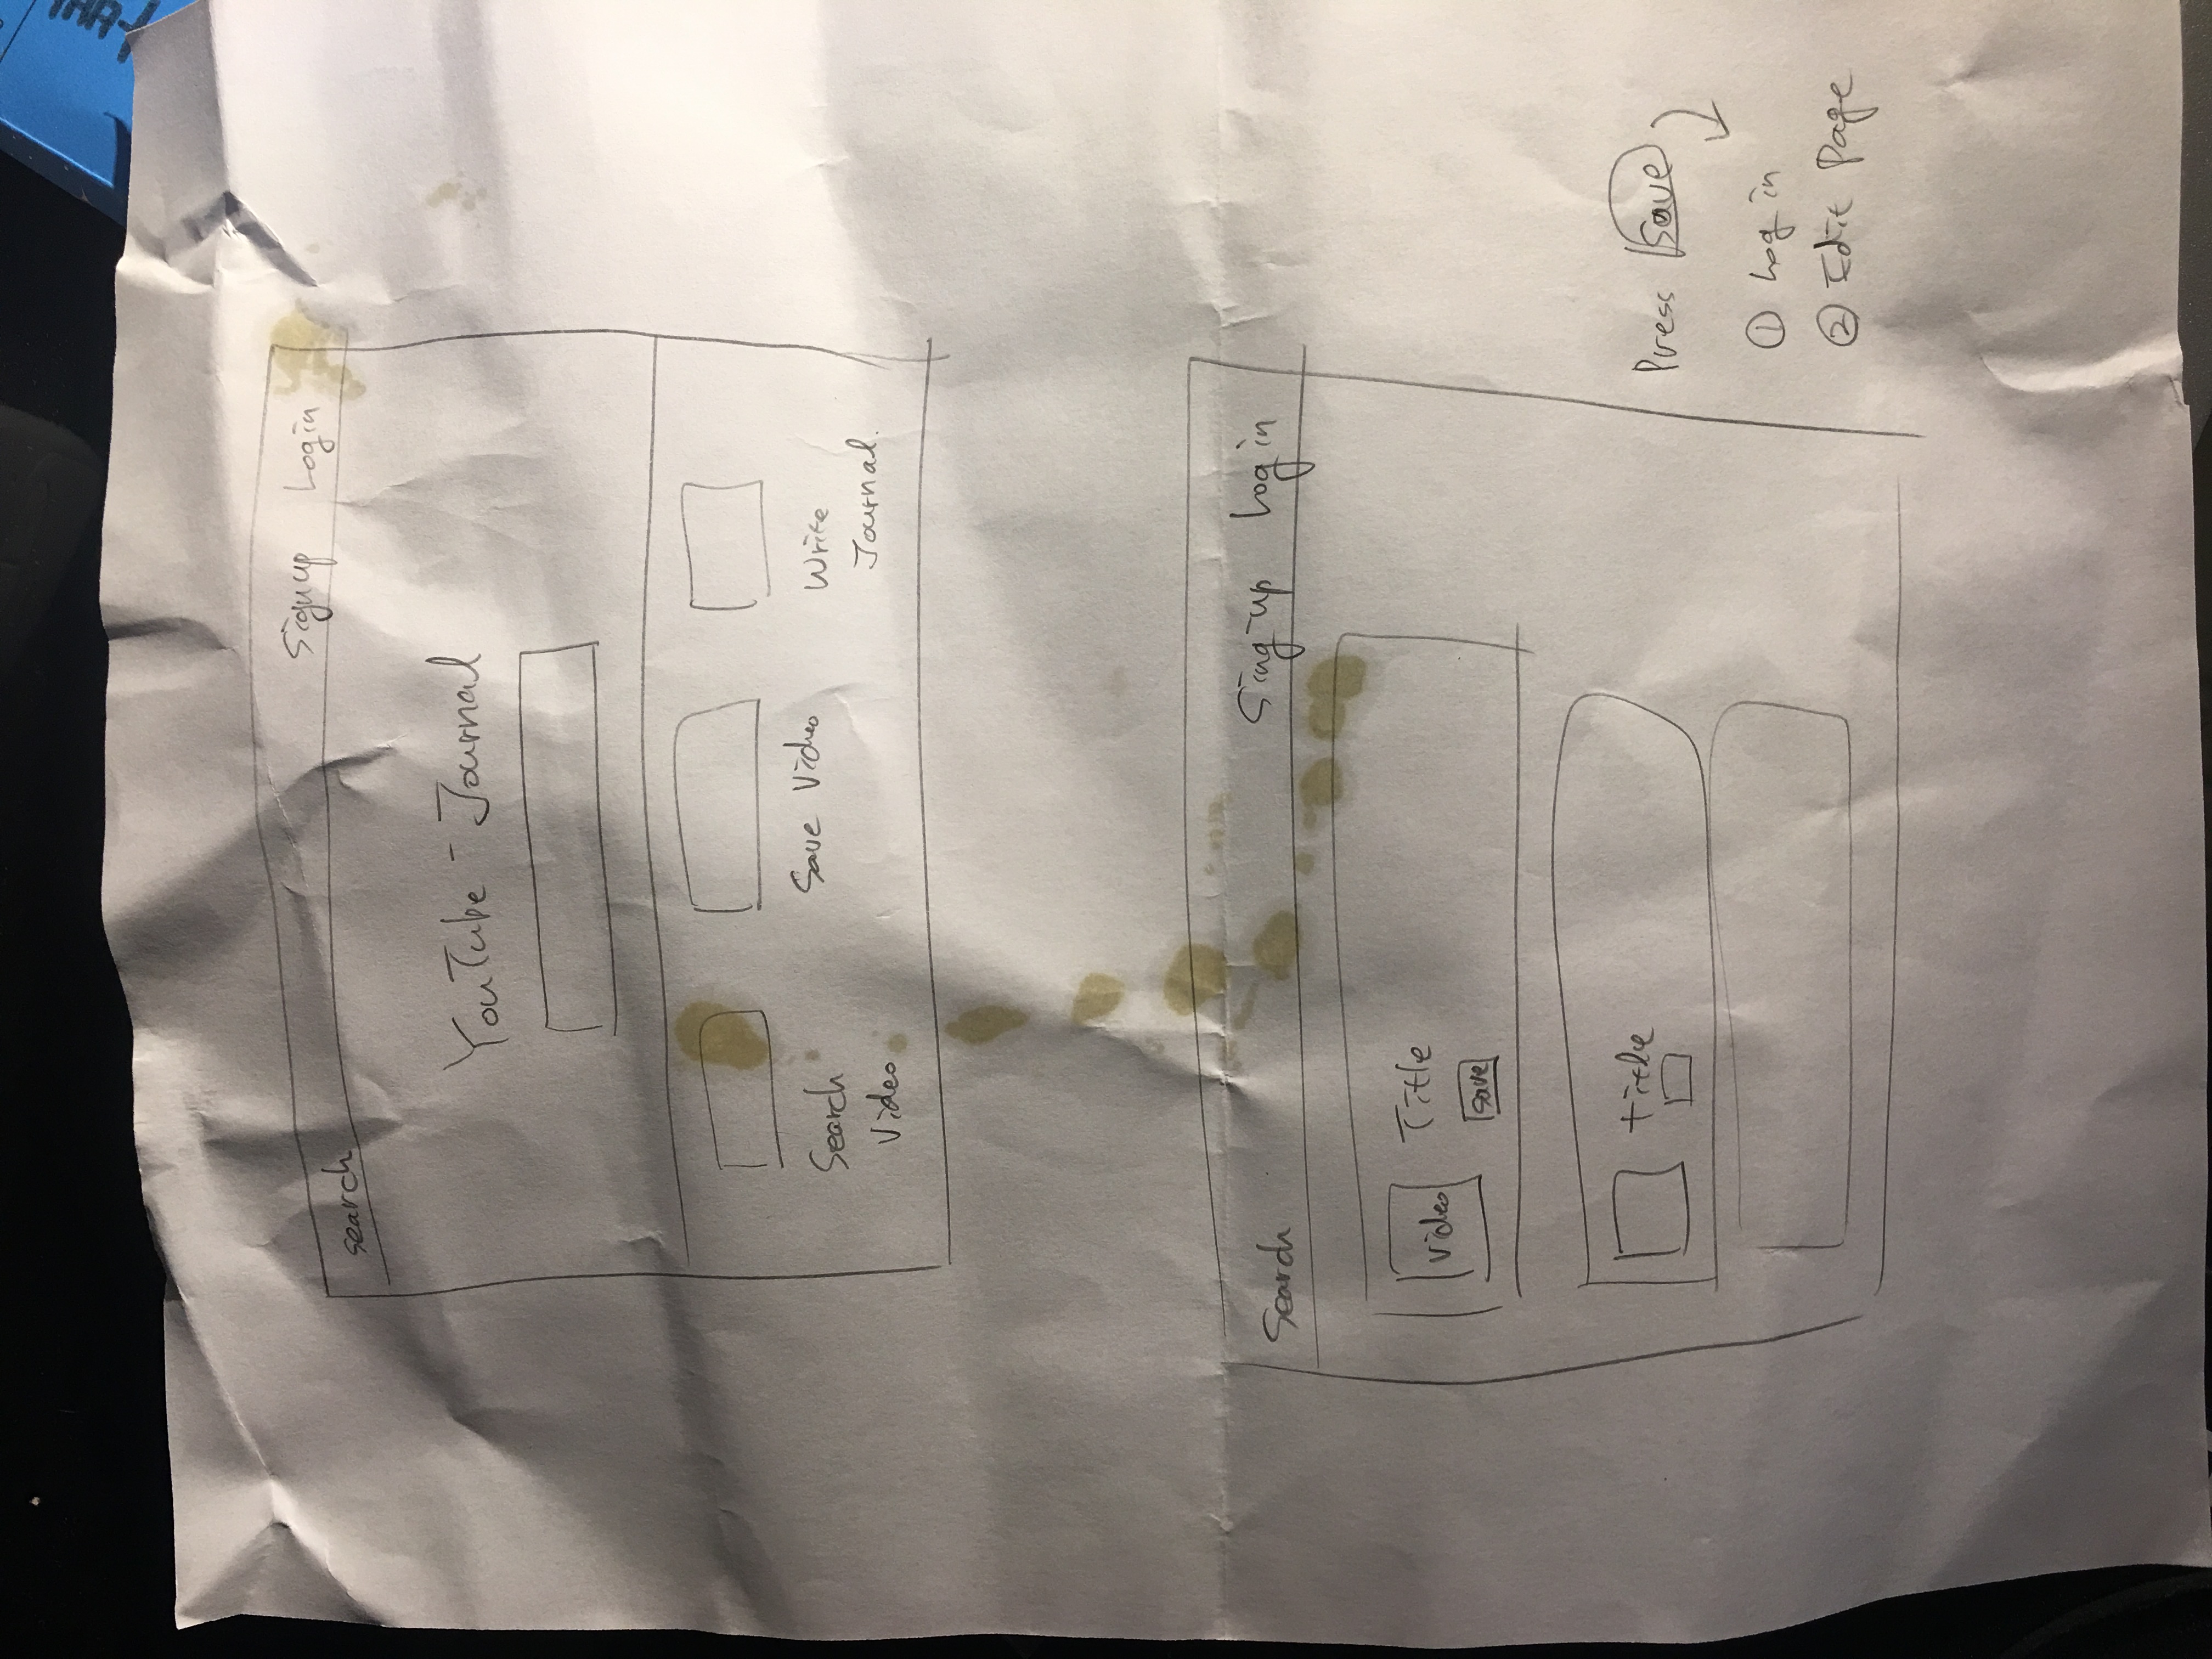 search
Signup Login
YouTube - Journal
Search
Video
Save Video
Write
Journal.
Search
Sing-up Log in
Video
Title
save
title
Press save
① Log in
② Edit Page